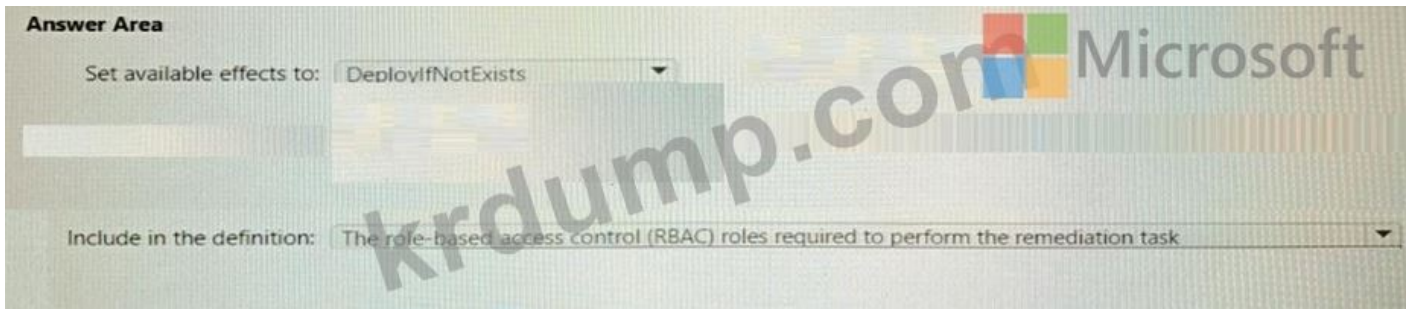 Answer Area
Microsoft
Set available effects to: DeployIfNotExists
krdump.com
Include in the definition: The role-based access control (RBAC) roles required to perform the remediation task